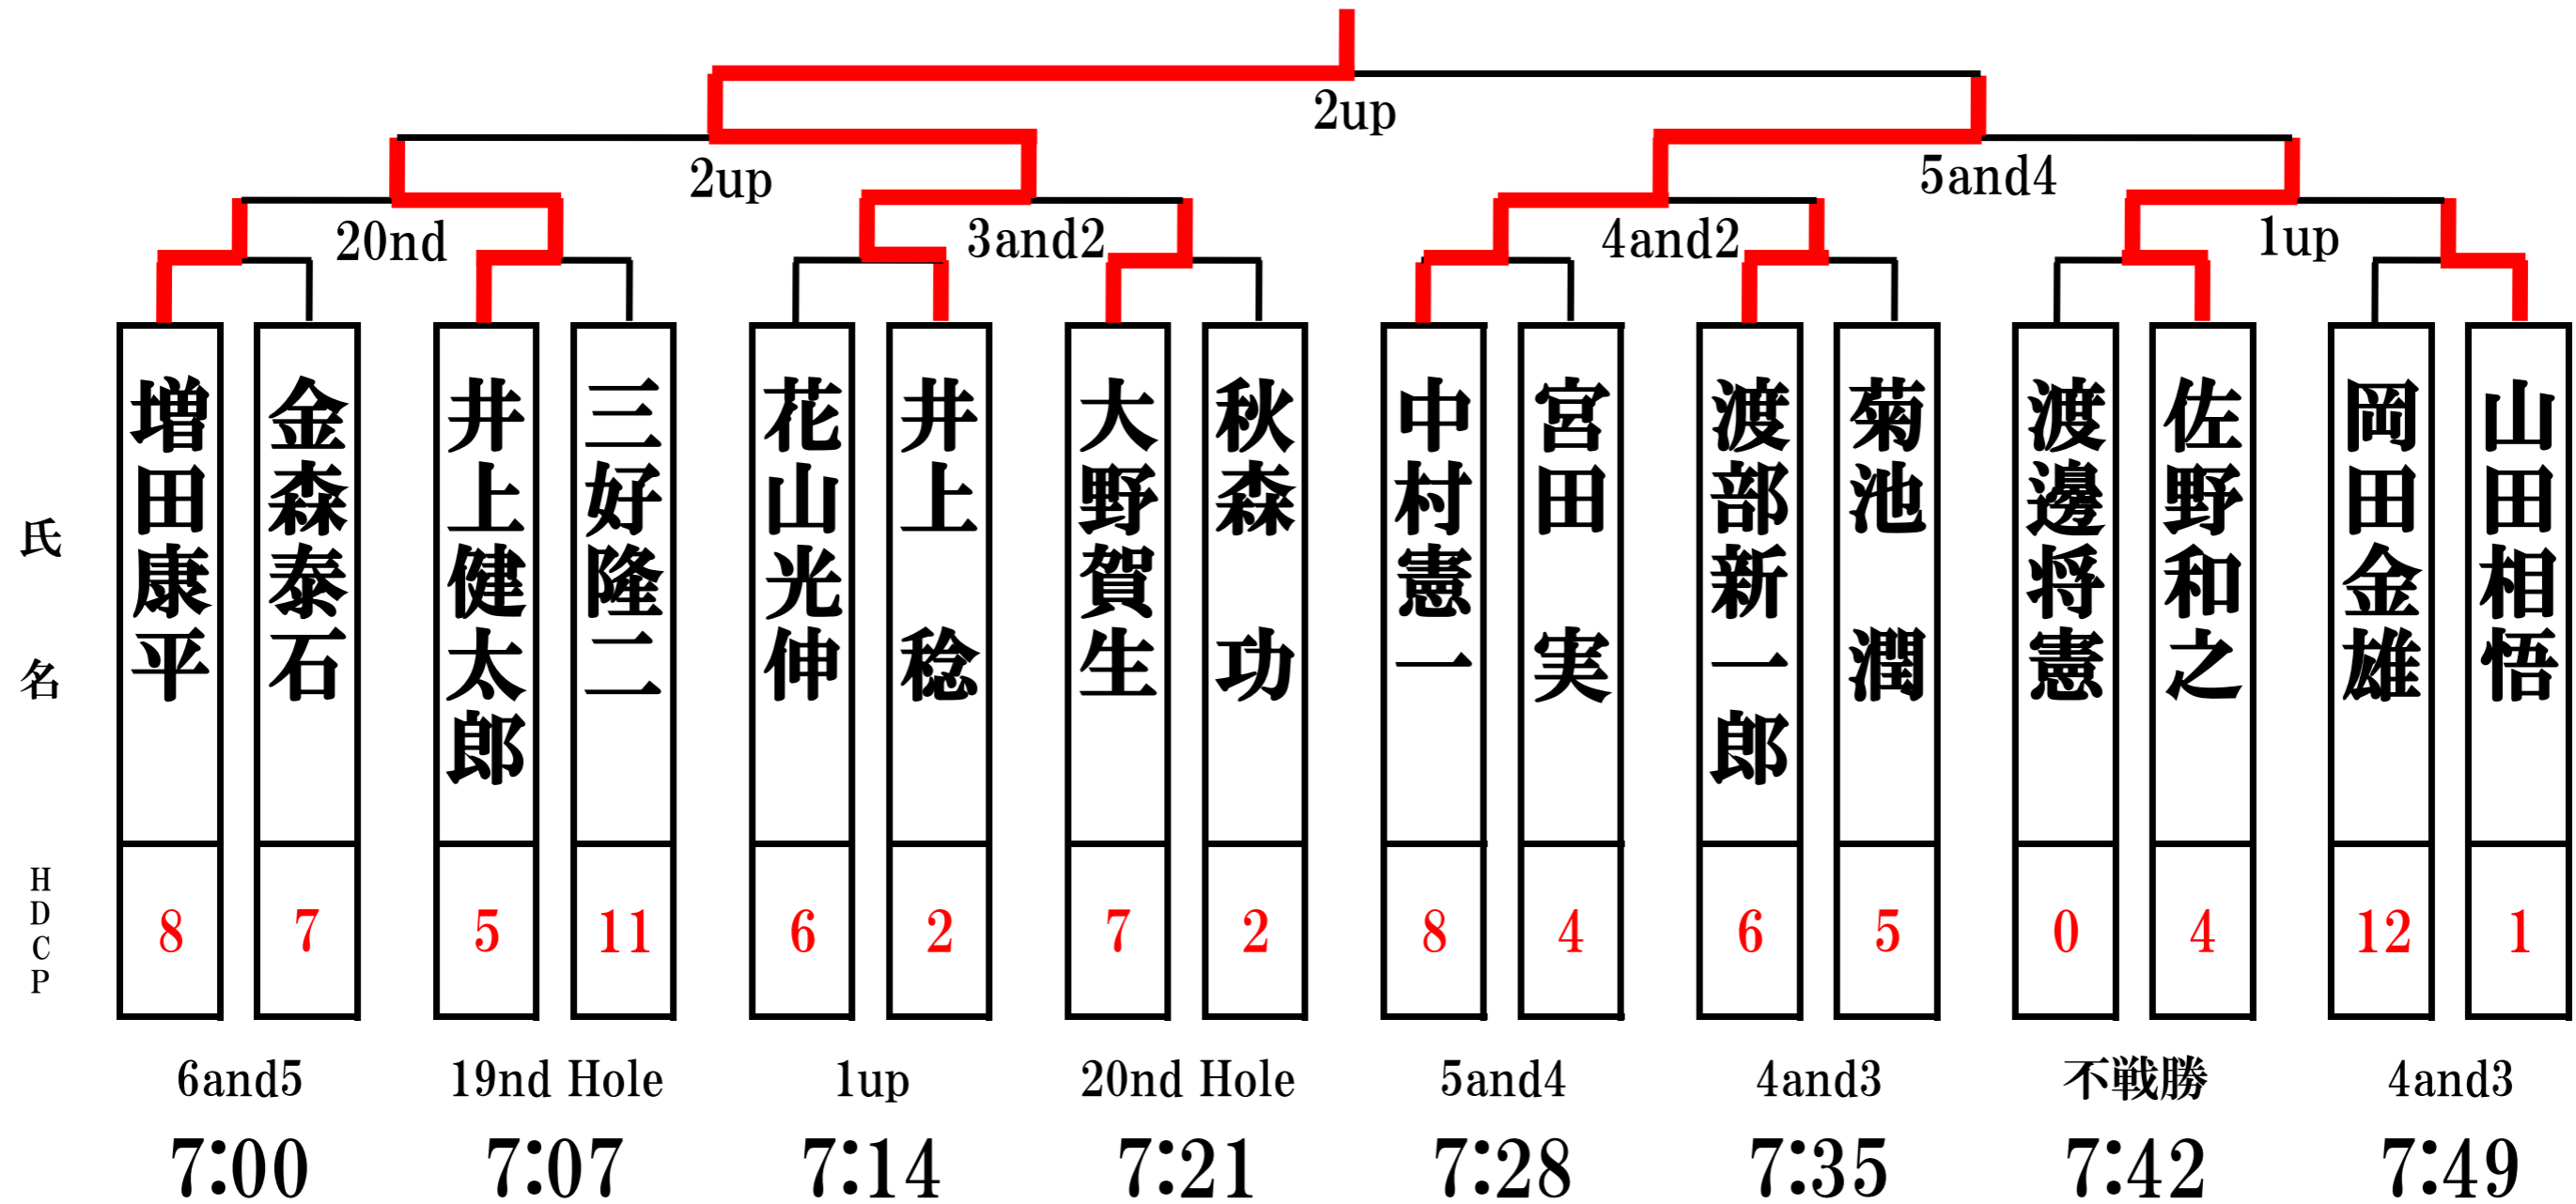 2up
2up
5and4
20nd
3and2
4and2
1up
氏名
増田康平
金森泰石
井上健太郎
三好隆二
花山光伸
井上 稔
大野賀生
秋森 功
中村憲一
宮田 実
渡部新一郎
菊池 潤
渡邊将憲
佐野和之
岡田金雄
山田相悟
HDCP
8 7 5 11 6 2 7 2 8 4 6 5 0 4 12 1
6and5 19nd Hole 1up 20nd Hole 5and4 4and3 不戦勝 4and3
7:00 7:07 7:14 7:21 7:28 7:35 7:42 7:49